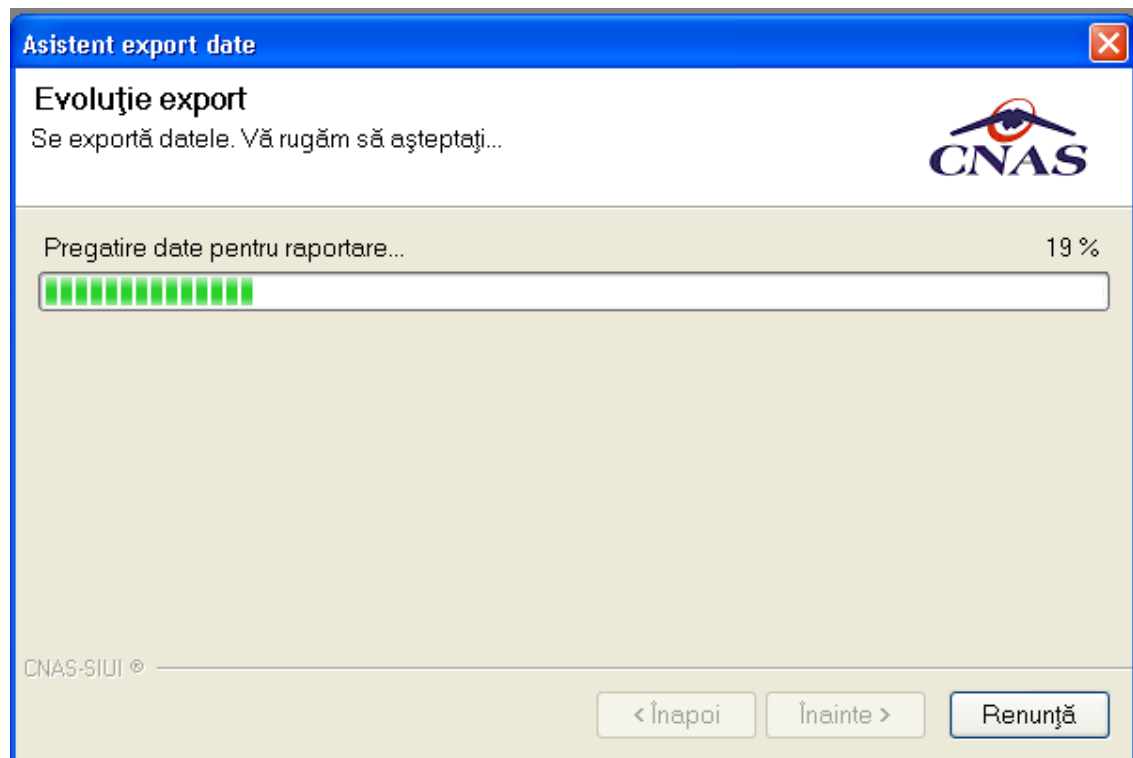 Asistent export date
Evoluţie export
Se exportă datele. Vă rugăm să aşteptaţi...
CNAS
Pregatire date pentru raportare... 19 %
CNAS-SIUI ®
< Înapoi Înainte > Renunţă